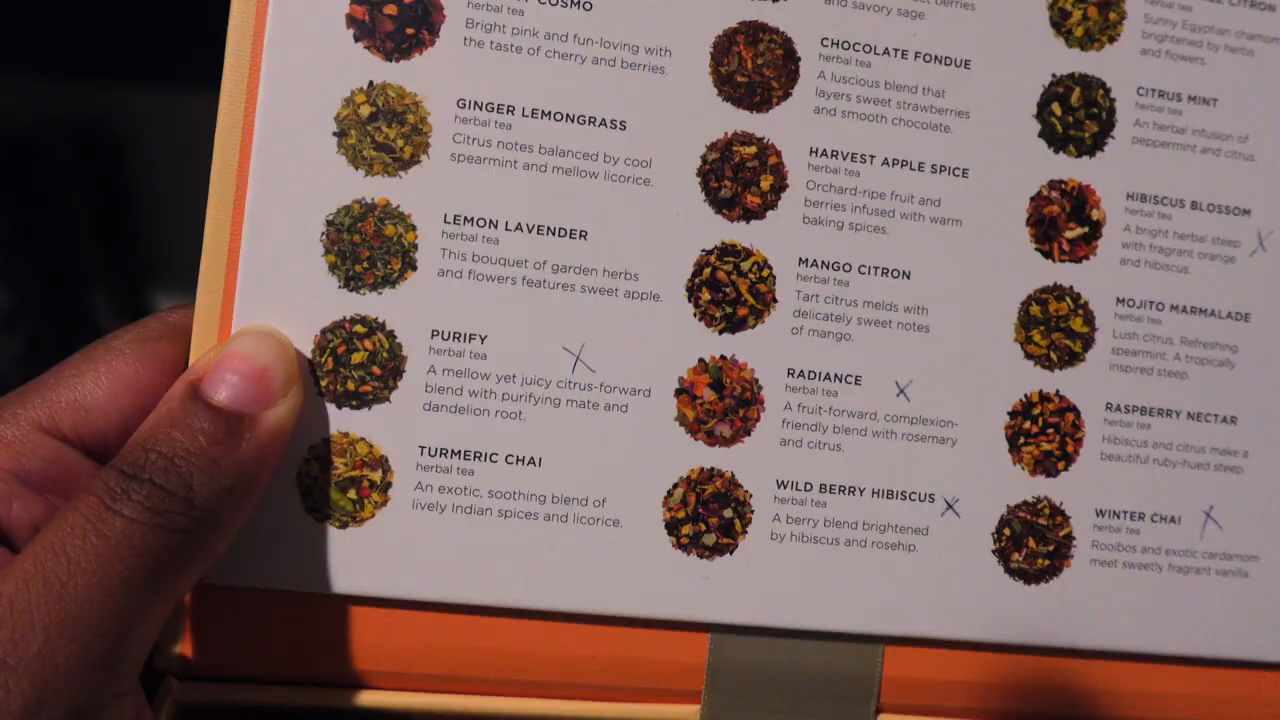 COSMO
herbal tea
Bright pink and fun-loving with
the taste of cherry and berries.
GINGER LEMONGRASS
herbal tea
Citrus notes balanced by cool
spearmint and mellow licorice.
LEMON LAVENDER
herbal tea
This bouquet of garden herbs
and flowers features sweet apple.
PURIFY
herbal tea
A mellow yet juicy citrus-forward
blend with purifying mate and
dandelion root.
TURMERIC CHAI
herbal tea
An exotic, soothing blend of
lively Indian spices and licorice.
berries
and savory sage.
CHOCOLATE FONDUE
herbal tea
A luscious blend that
layers sweet strawberries
and smooth chocolate.
HARVEST APPLE SPICE
herbal tea
Orchard-ripe fruit and
berries infused with warm
baking spices.
MANGO CITRON
herbal tea
Tart citrus melds with
delicately sweet notes
of mango.
RADIANCE
herbal tea
A fruit-forward, complexion-
friendly blend with rosemary
and citrus.
WILD BERRY HIBISCUS
herbal tea
A berry blend brightened
by hibiscus and rosehip.
CITRON
herbal tea
Sunny Egyptian
brightened by herbs
and flowers.
CITRUS MINT
herbal tea
An herbal infusion of
peppermint and citrus.
HIBISCUS BLOSSOM
herbal tea
A bright herbal steep
with fragrant orange
and hibiscus.
MOJITO MARMALADE
herbal tea
Lush citrus. Refreshing
spearmint. A tropically
inspired steep.
RASPBERRY NECTAR
herbal tea
Hibiscus and citrus make a
beautiful ruby-hued steep.
WINTER CHAI
herbal tea
Rooibos and exotic cardamom
meet sweetly fragrant vanilla.